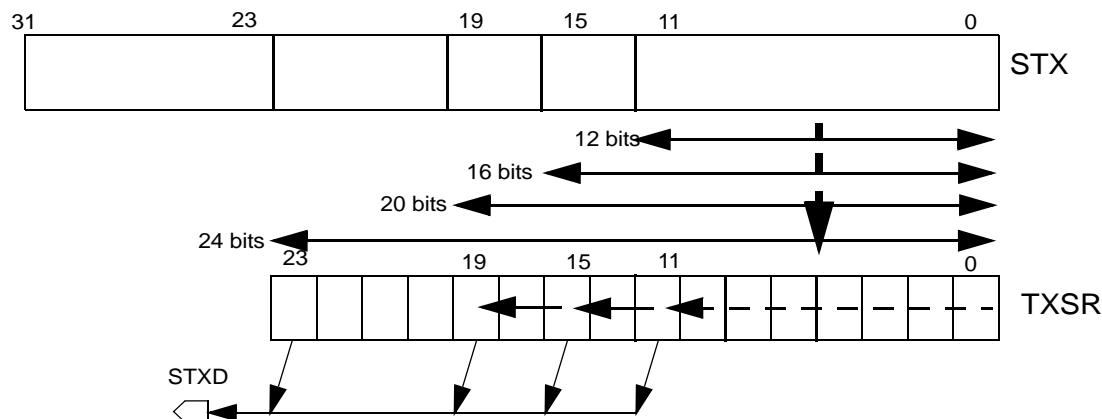 31 23 19 15 11 0
STX
12 bits
16 bits
20 bits
24 bits
23 19 15 11 0
TXSR
STXD